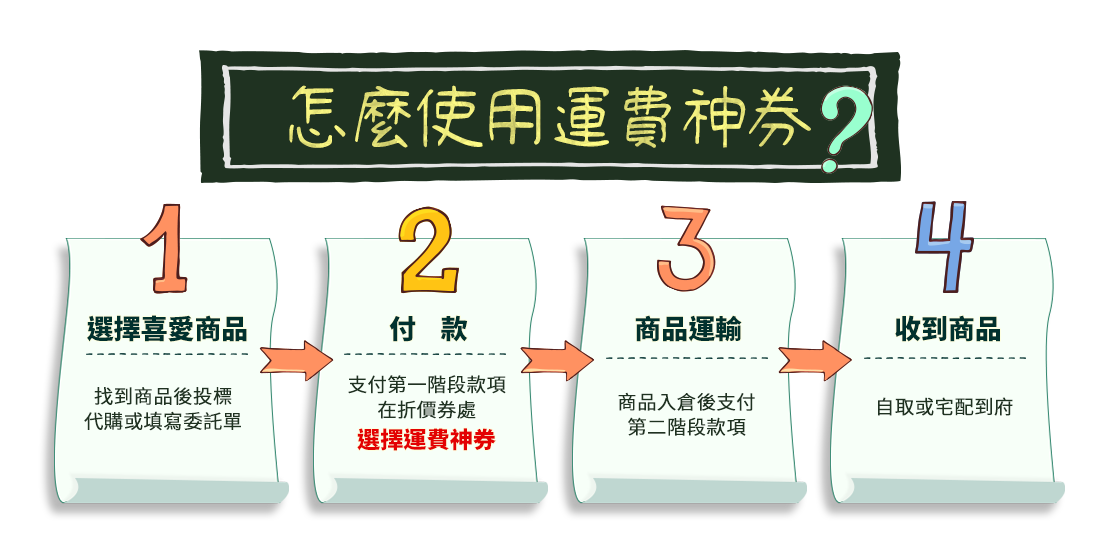 怎麼使用運費神券?
1
選擇喜愛商品
找到商品後投標
代購或填寫委託單
2
付 款
支付第一階段款項
在折價券處
選擇運費神券
3
商品運輸
商品入倉後支付
第二階段款項
4
收到商品
自取或宅配到府